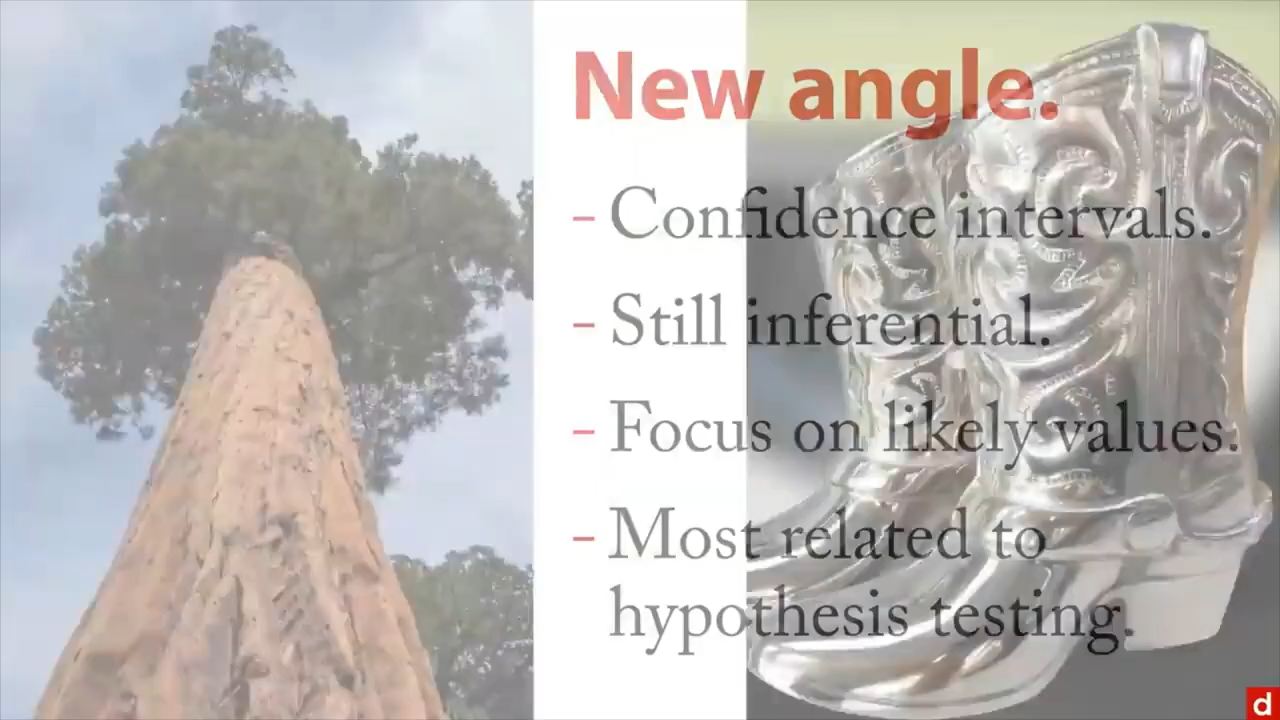 New angle.
– Confidence intervals.
– Still inferential.
– Focus on likely values.
– Most related to
hypothesis testing.
d